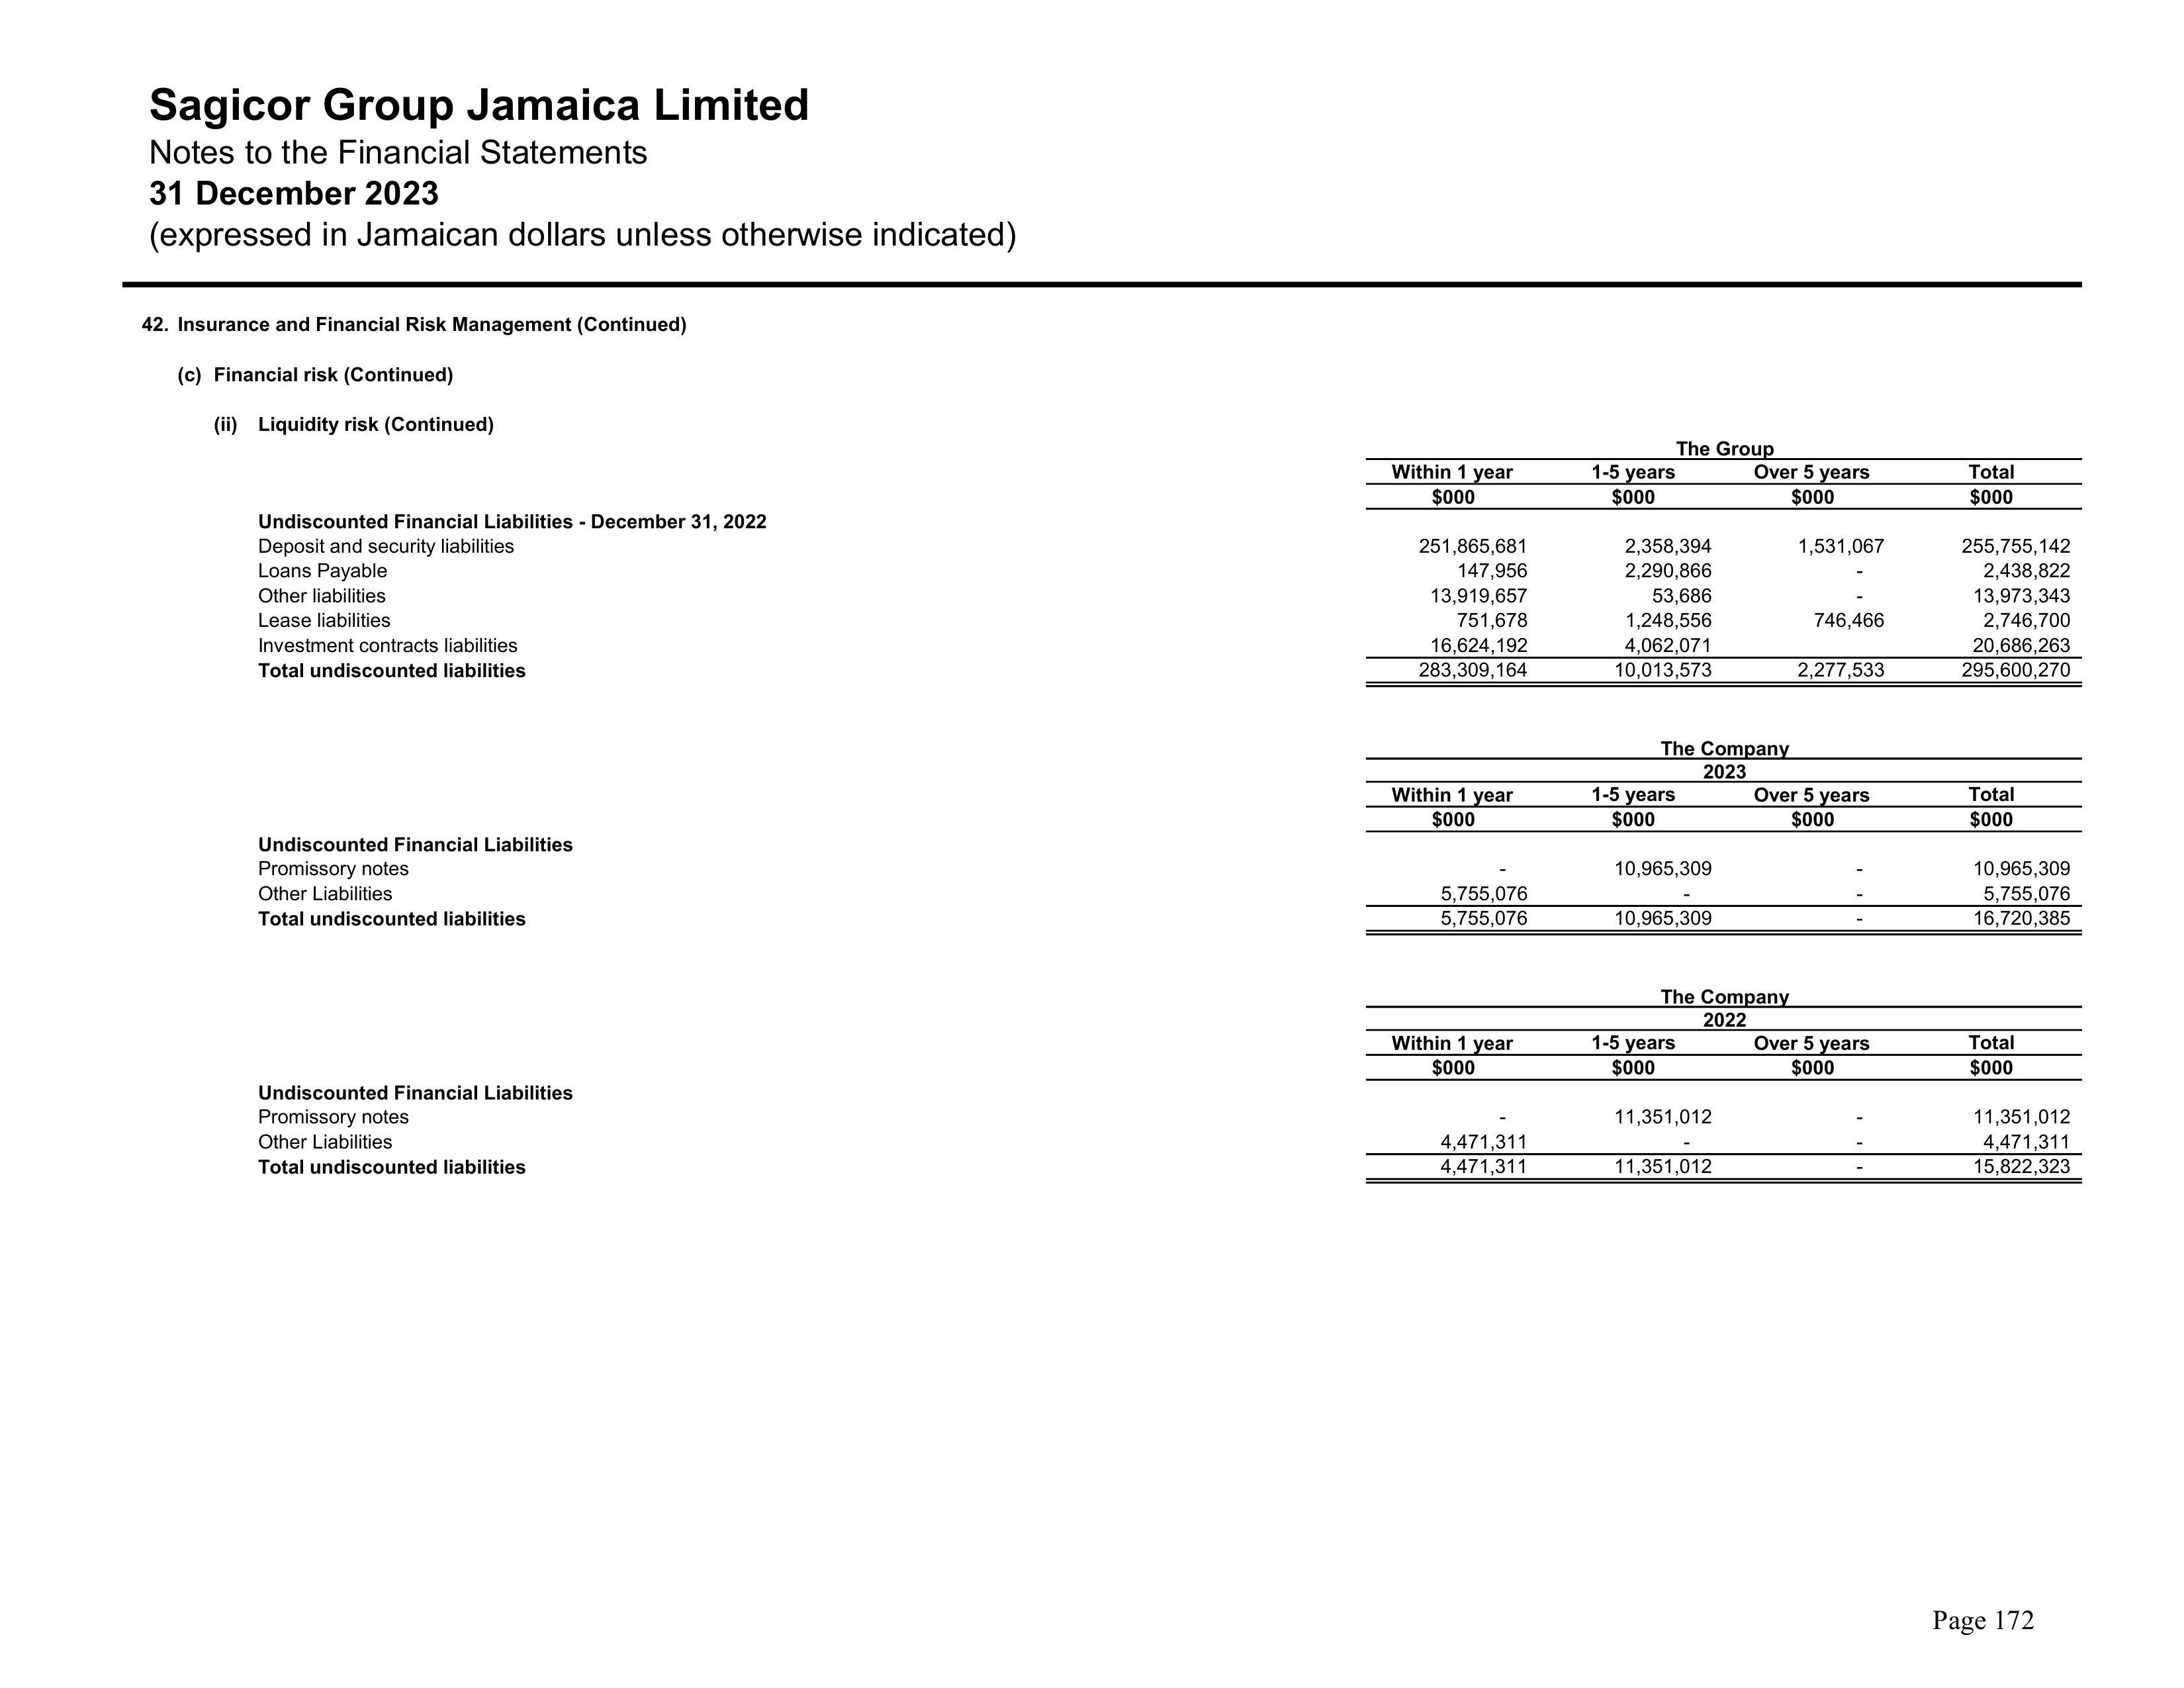 Sagicor Group Jamaica Limited
Notes to the Financial Statements
31 December 2023
(expressed in Jamaican dollars unless otherwise indicated)
42. Insurance and Financial Risk Management (Continued)
(c) Financial risk (Continued)
(ii) Liquidity risk (Continued)
The Group
Within 1 year 1-5 years Over 5 years Total
$000 $000 $000 $000
Undiscounted Financial Liabilities - December 31, 2022
Deposit and security liabilities 251,865,681 2,358,394 1,531,067 255,755,142
Loans Payable 147,956 2,290,866 - 2,438,822
Other liabilities 13,919,657 53,686 - 13,973,343
Lease liabilities 751,678 1,248,556 746,466 2,746,700
Investment contracts liabilities 16,624,192 4,062,071 20,686,263
Total undiscounted liabilities 283,309,164 10,013,573 2,277,533 295,600,270
The Company
2023
Within 1 year 1-5 years Over 5 years Total
$000 $000 $000 $000
Undiscounted Financial Liabilities
Promissory notes - 10,965,309 - 10,965,309
Other Liabilities 5,755,076 - - 5,755,076
Total undiscounted liabilities 5,755,076 10,965,309 - 16,720,385
The Company
2022
Within 1 year 1-5 years Over 5 years Total
$000 $000 $000 $000
Undiscounted Financial Liabilities
Promissory notes - 11,351,012 - 11,351,012
Other Liabilities 4,471,311 - - 4,471,311
Total undiscounted liabilities 4,471,311 11,351,012 - 15,822,323
Page 172